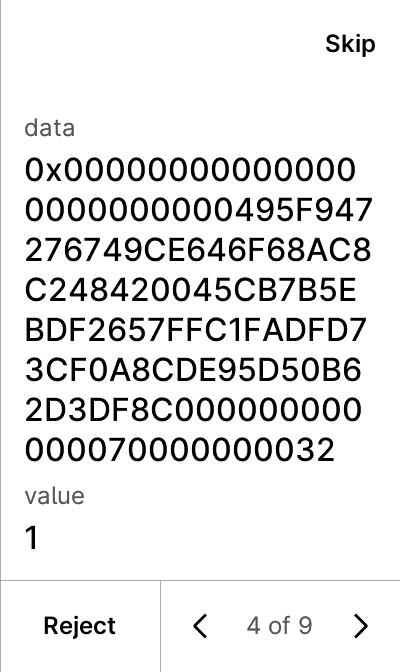 Skip
data
0x00000000000000
0000000000495F947
276749CE646F68AC8
C248420045CB7B5E
BDF2657FFC1FADFD7
3CF0A8CDE95D50B6
2D3DF8C000000000
000070000000032
value
1
Reject
4 of 9